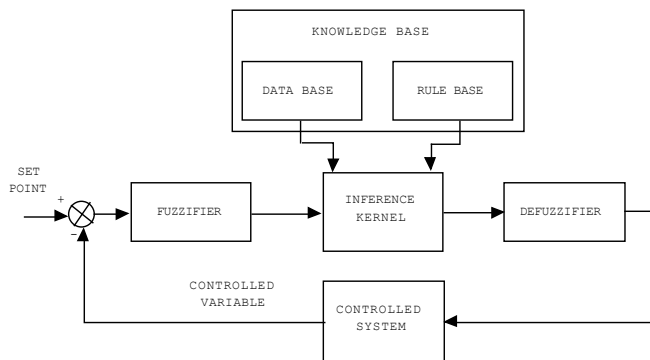 KNOWLEDGE BASE
DATA BASE
RULE BASE
SET
POINT
+
-
FUZZIFIER
INFERENCE
KERNEL
DEFUZZIFIER
CONTROLLED
VARIABLE
CONTROLLED
SYSTEM